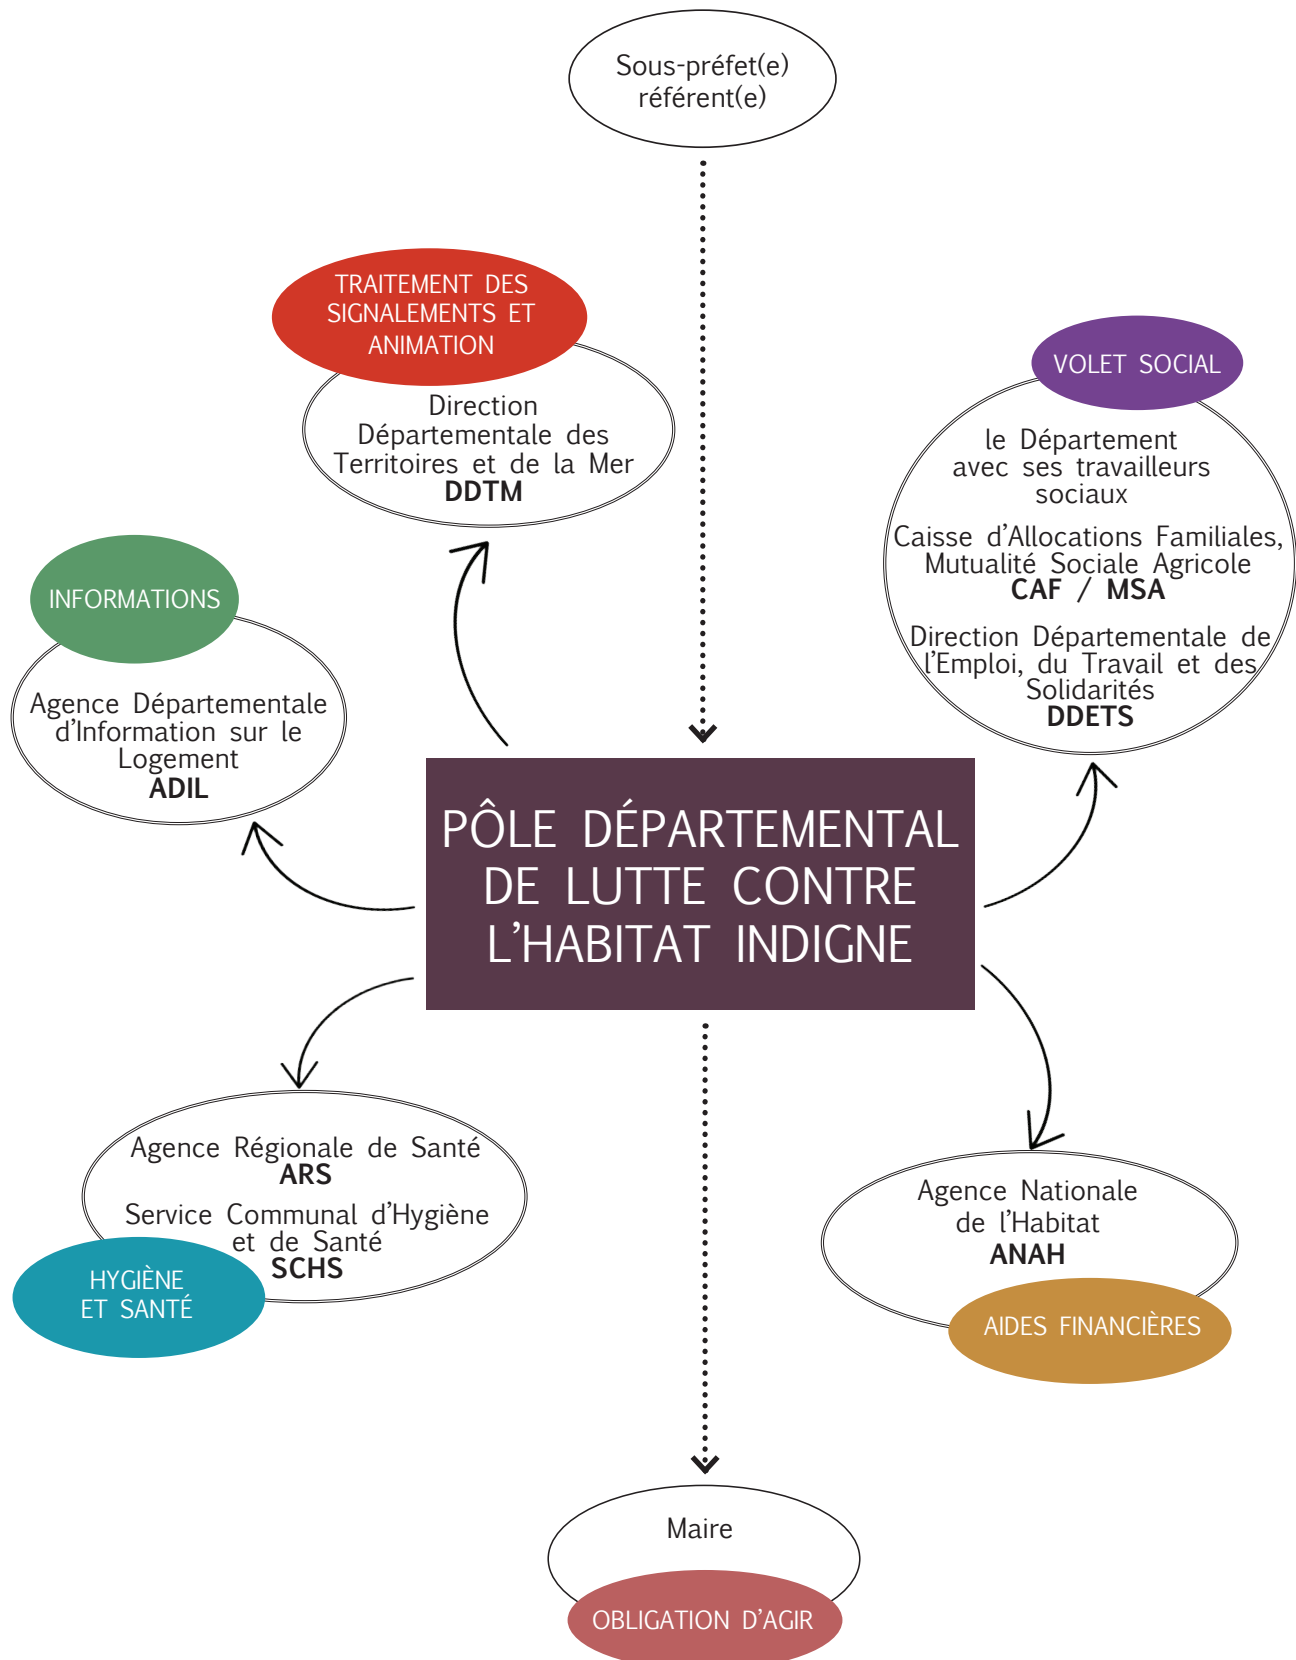 Sous-préfet(e)
référent(e)
TRAITEMENT DES
SIGNALEMENTS ET
ANIMATION
Direction
Départementale des
Territoires et de la Mer
DDTM
VOLET SOCIAL
le Département
avec ses travailleurs
sociaux
Caisse d'Allocations Familiales,
Mutualité Sociale Agricole
CAF / MSA
Direction Départementale de
l'Emploi, du Travail et des
Solidarités
DDETS
INFORMATIONS
Agence Départementale
d'Information sur le
Logement
ADIL
PÔLE DÉPARTEMENTAL
DE LUTTE CONTRE
L'HABITAT INDIGNE
Agence Régionale de Santé
ARS
Service Communal d'Hygiène
et de Santé
SCHS
HYGIÈNE
ET SANTÉ
Agence Nationale
de l'Habitat
ANAH
AIDES FINANCIÈRES
Maire
OBLIGATION D'AGIR